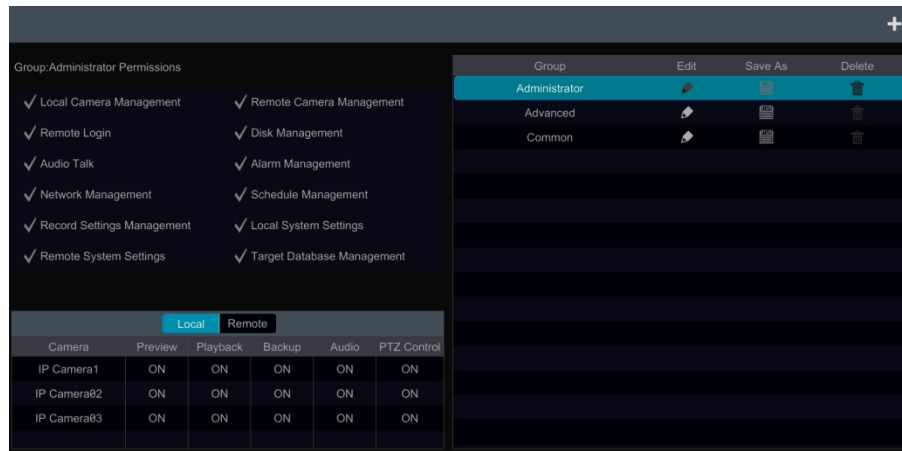 +
Group:Administrator Permissions
Local Camera Management Remote Camera Management
Remote Login Disk Management
Audio Talk Alarm Management
Network Management Schedule Management
Record Settings Management Local System Settings
Remote System Settings Target Database Management
Local Remote
Camera Preview Playback Backup Audio PTZ Control
IP Camera1 ON ON ON ON ON
IP Camera02 ON ON ON ON ON
IP Camera03 ON ON ON ON ON
Group Edit Save As Delete
Administrator
Advanced
Common